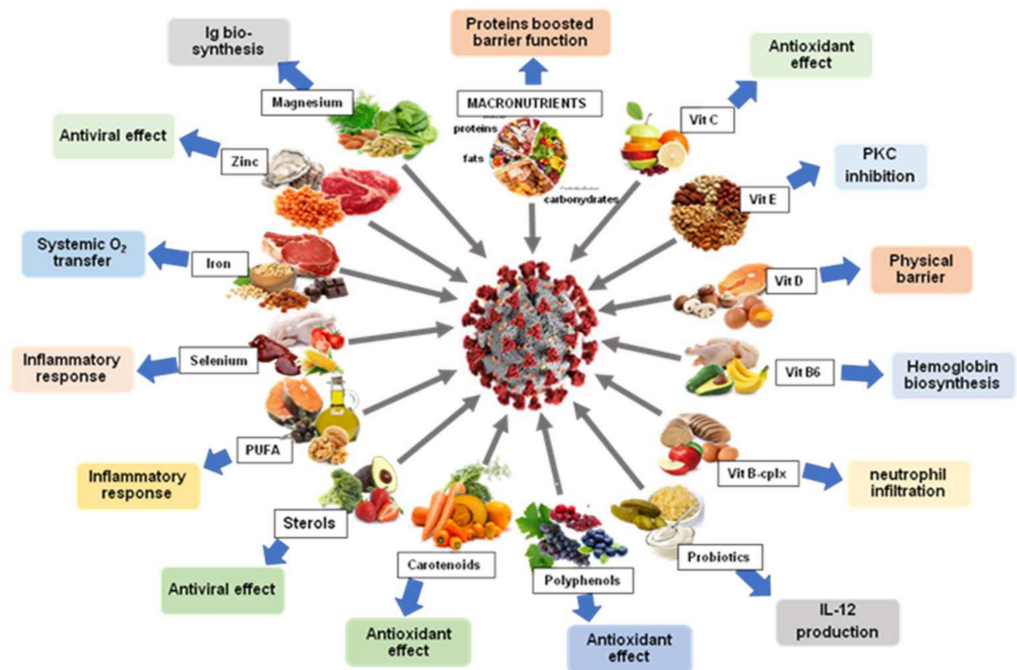 Ig bio-
synthesis
Magnesium
Proteins boosted
barrier function
MACRONUTRIENTS
proteins
fats
carbonydrates
Antioxidant
effect
Vit C
PKC
inhibition
Vit E
Physical
barrier
Vit D
Hemoglobin
biosynthesis
Vit B6
neutrophil
infiltration
Vit B-cplx
IL-12
production
Probiotics
Antioxidant
effect
Polyphenols
Antioxidant
effect
Carotenoids
Antiviral effect
Sterols
Inflammatory
response
PUFA
Inflammatory
response
Selenium
Systemic O₂
transfer
Iron
Antiviral effect
Zinc